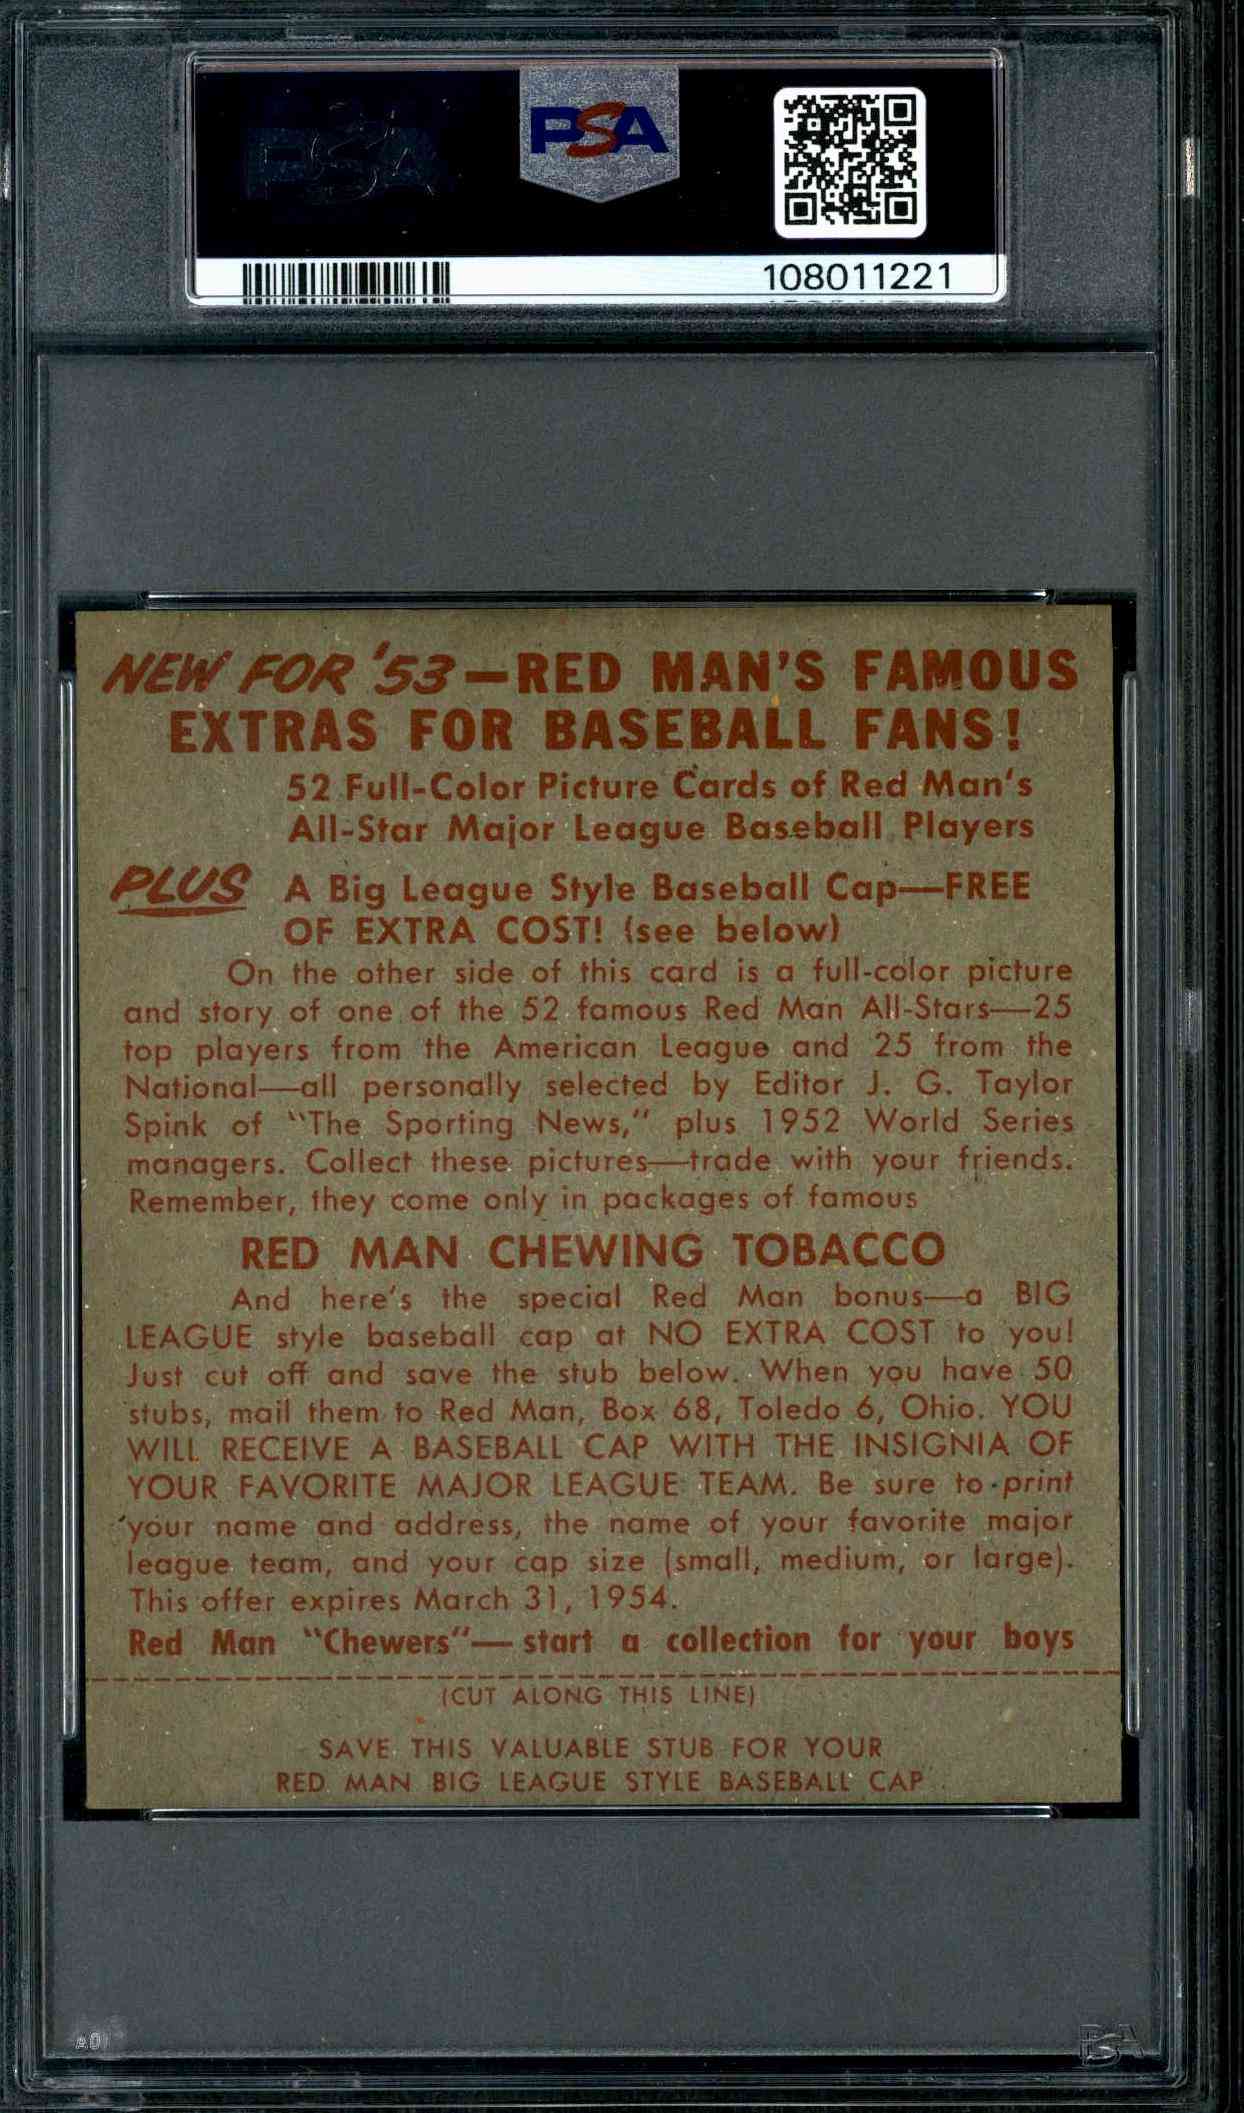 PSA
108011221
NEW FOR '53—RED MAN'S FAMOUS
EXTRAS FOR BASEBALL FANS!
52 Full-Color Picture Cards of Red Man's
All-Star Major League Baseball Players
PLUS A Big League Style Baseball Cap—FREE
OF EXTRA COST! (see below)
On the other side of this card is a full-color picture
and story of one of the 52 famous Red Man All-Stars—25
top players from the American League and 25 from the
National—all personally selected by Editor J. G. Taylor
Spink of "The Sporting News," plus 1952 World Series
managers. Collect these pictures—trade with your friends.
Remember, they come only in packages of famous
RED MAN CHEWING TOBACCO
And here's the special Red Man bonus—a BIG
LEAGUE style baseball cap at NO EXTRA COST to you!
Just cut off and save the stub below. When you have 50
stubs, mail them to Red Man, Box 68, Toledo 6, Ohio. YOU
WILL RECEIVE A BASEBALL CAP WITH THE INSIGNIA OF
YOUR FAVORITE MAJOR LEAGUE TEAM. Be sure to print
your name and address, the name of your favorite major
league team, and your cap size (small, medium, or large).
This offer expires March 31, 1954.
Red Man "Chewers"—start a collection for your boys
(CUT ALONG THIS LINE)
SAVE THIS VALUABLE STUB FOR YOUR
RED MAN BIG LEAGUE STYLE BASEBALL CAP
PSA